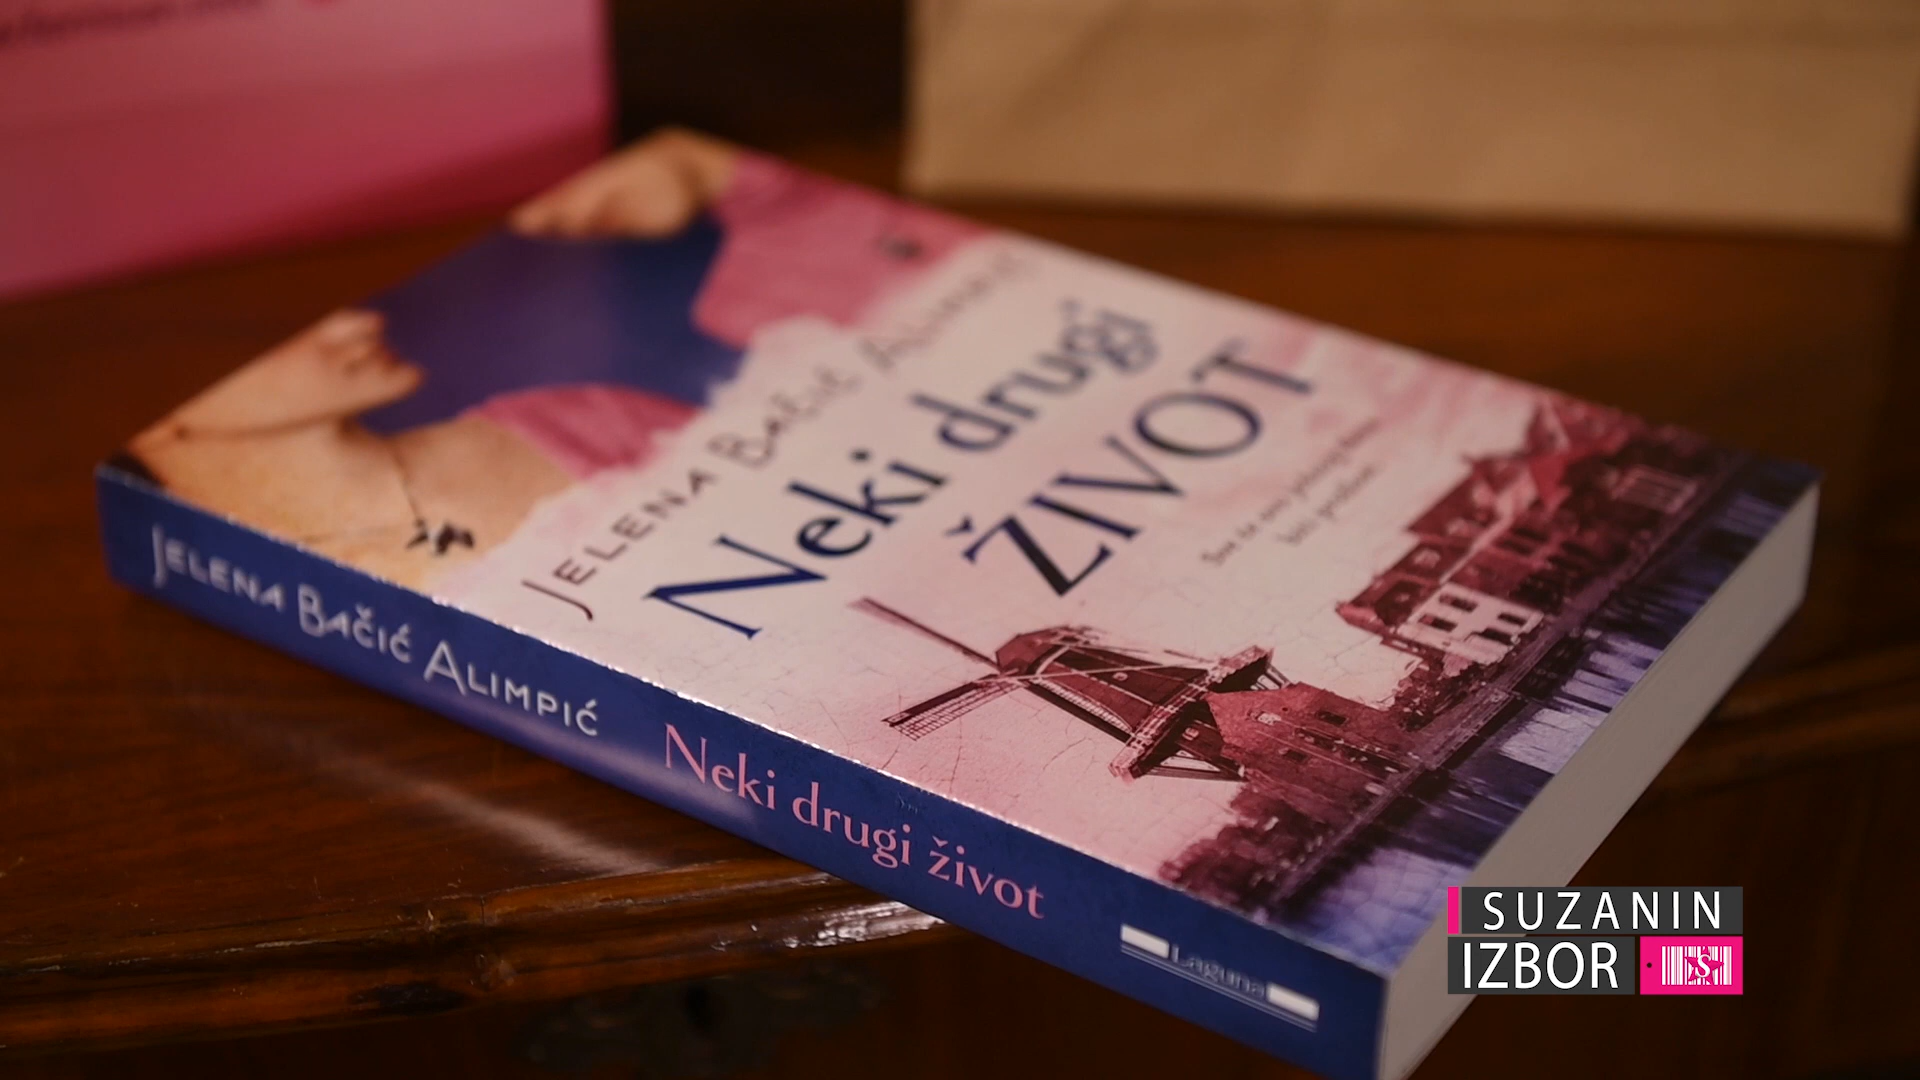 JELENA BAČIĆ ALIMPIĆ
Neki drugi
ŽIVOT
JELENA BAČIĆ ALIMPIĆ
Neki drugi život
Laguna
SUZANIN
IZBOR